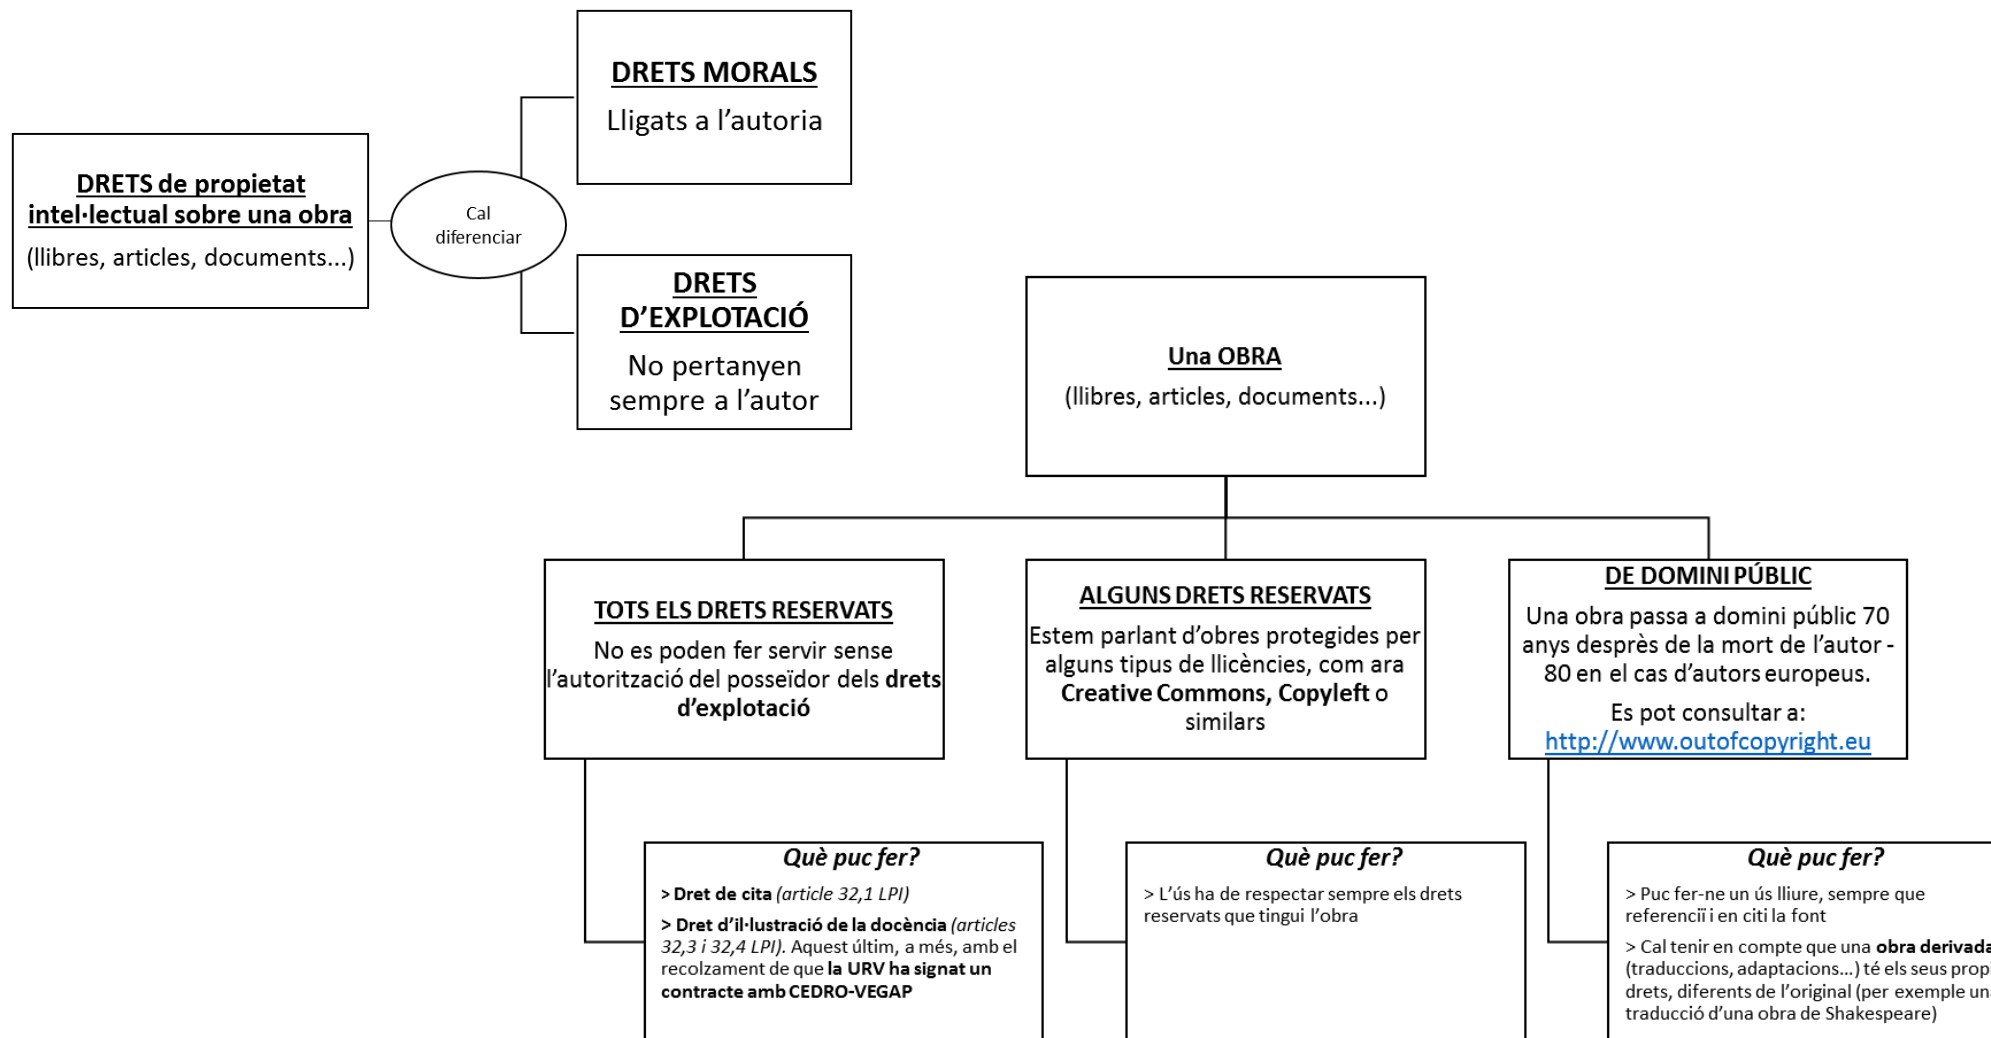 DRETS MORALS
Lligats a l’autoria
DRETS de propietat
intel·lectual sobre una obra
(llibres, articles, documents...)
Cal
diferenciar
DRETS
D’EXPLOTACIÓ
No pertanyen
sempre a l’autor
Una OBRA
(llibres, articles, documents...)
TOTS ELS DRETS RESERVATS
No es poden fer servir sense
l’autorització del posseïdor dels drets
d’explotació
ALGUNS DRETS RESERVATS
Estem parlant d’obres protegides per
alguns tipus de llicències, com ara
Creative Commons, Copyleft o
similars
DE DOMINI PÚBLIC
Una obra passa a domini públic 70
anys desprès de la mort de l’autor -
80 en el cas d’autors europeus.
Es pot consultar a:
http://www.outofcopyright.eu
Què puc fer?
> Dret de cita (article 32,1 LPI)
> Dret d’il·lustració de la docència (articles
32,3 i 32,4 LPI). Aquest últim, a més, amb el
recolzament de que la URV ha signat un
contracte amb CEDRO-VEGAP
Què puc fer?
> L’ús ha de respectar sempre els drets
reservats que tingui l’obra
Què puc fer?
> Puc fer-ne un ús lliure, sempre que
referenciï i en citi la font
> Cal tenir en compte que una obra derivada
(traduccions, adaptacions...) té els seus propi
drets, diferents de l’original (per exemple una
traducció d’una obra de Shakespeare)